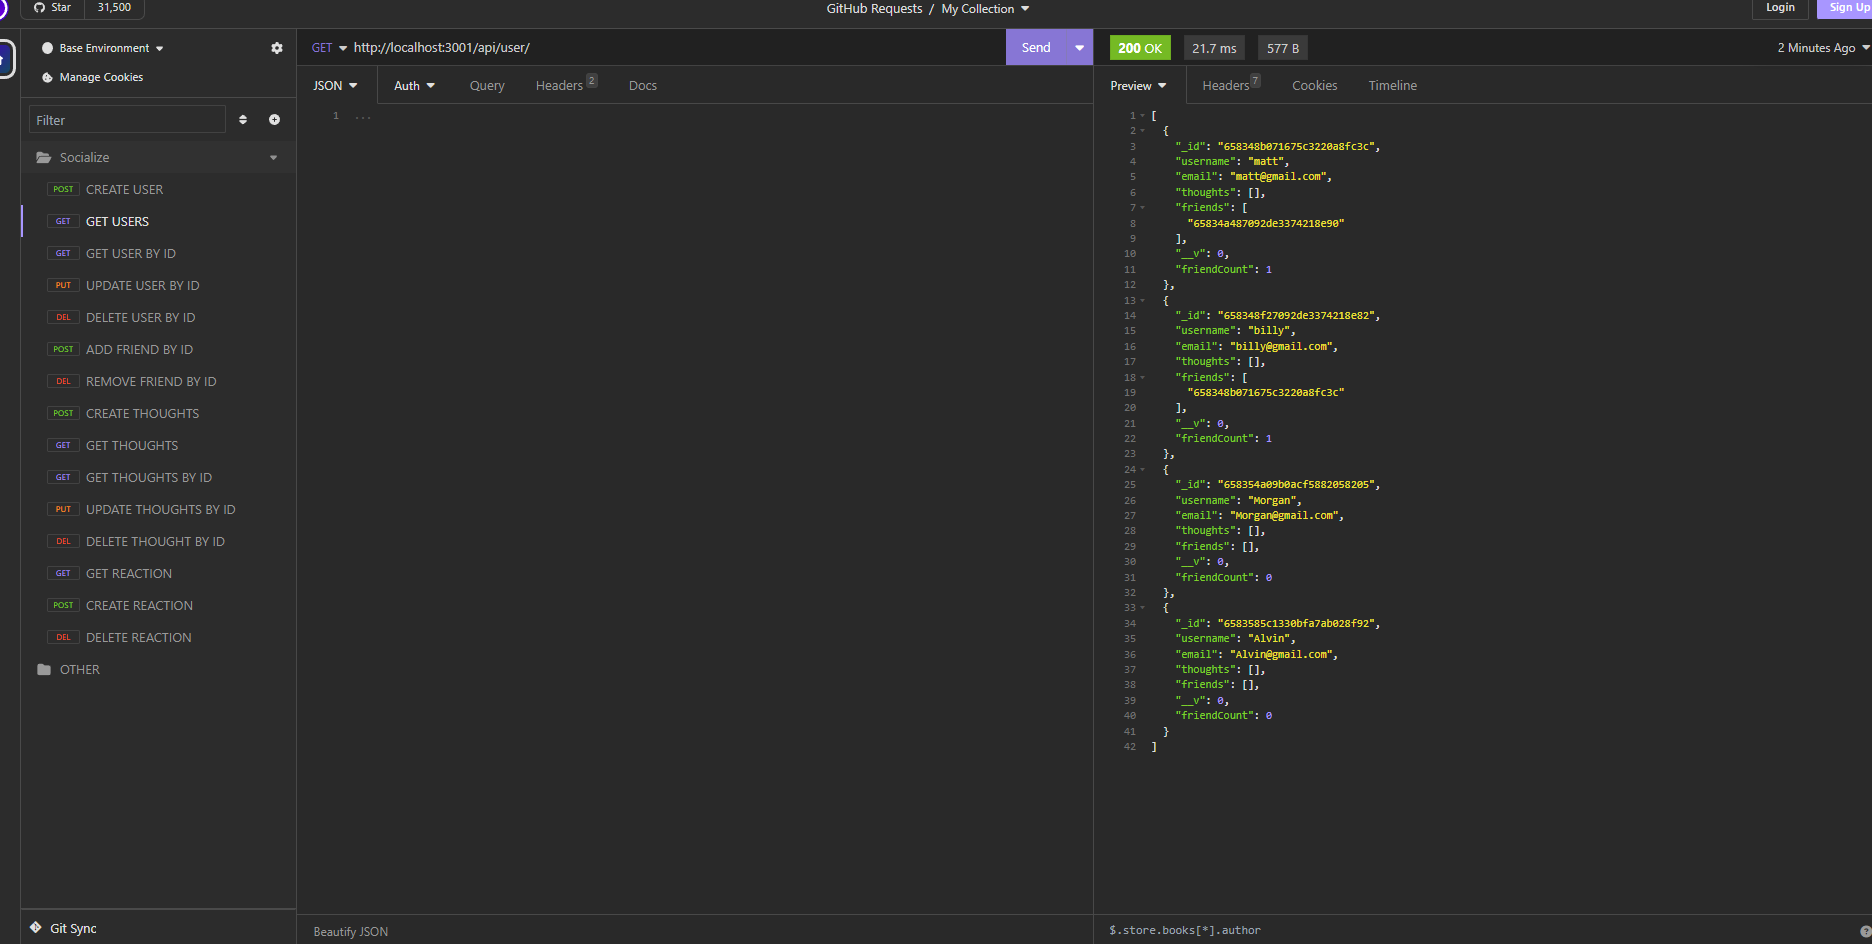 Star 31,500
GitHub Requests / My Collection
Login
Sign Up
Base Environment
Manage Cookies
Filter
Socialize
POST CREATE USER
GET GET USERS
GET GET USER BY ID
PUT UPDATE USER BY ID
DEL DELETE USER BY ID
POST ADD FRIEND BY ID
DEL REMOVE FRIEND BY ID
POST CREATE THOUGHTS
GET GET THOUGHTS
GET GET THOUGHTS BY ID
PUT UPDATE THOUGHTS BY ID
DEL DELETE THOUGHT BY ID
GET GET REACTION
POST CREATE REACTION
DEL DELETE REACTION
OTHER
Git Sync
GET http://localhost:3001/api/user/
Send
JSON Auth Query Headers 2 Docs
1 ...
Beautify JSON
200 OK 21.7 ms 577 B
2 Minutes Ago
Preview Headers 7 Cookies Timeline
1 [
2 {
3 "_id": "658348b071675c3220a8fc3c",
4 "username": "matt",
5 "email": "matt@gmail.com",
6 "thoughts": [],
7 "friends": [
8 "65834a487092de3374218e90"
9 ],
10 "__v": 0,
11 "friendCount": 1
12 },
13 {
14 "_id": "658348f27092de3374218e82",
15 "username": "billy",
16 "email": "billy@gmail.com",
17 "thoughts": [],
18 "friends": [
19 "658348b071675c3220a8fc3c"
20 ],
21 "__v": 0,
22 "friendCount": 1
23 },
24 {
25 "_id": "658354a09b0acf5882058205",
26 "username": "Morgan",
27 "email": "Morgan@gmail.com",
28 "thoughts": [],
29 "friends": [],
30 "__v": 0,
31 "friendCount": 0
32 },
33 {
34 "_id": "6583585c1330bfa7ab028f92",
35 "username": "Alvin",
36 "email": "Alvin@gmail.com",
37 "thoughts": [],
38 "friends": [],
39 "__v": 0,
40 "friendCount": 0
41 }
42 ]
$.store.books[*].author